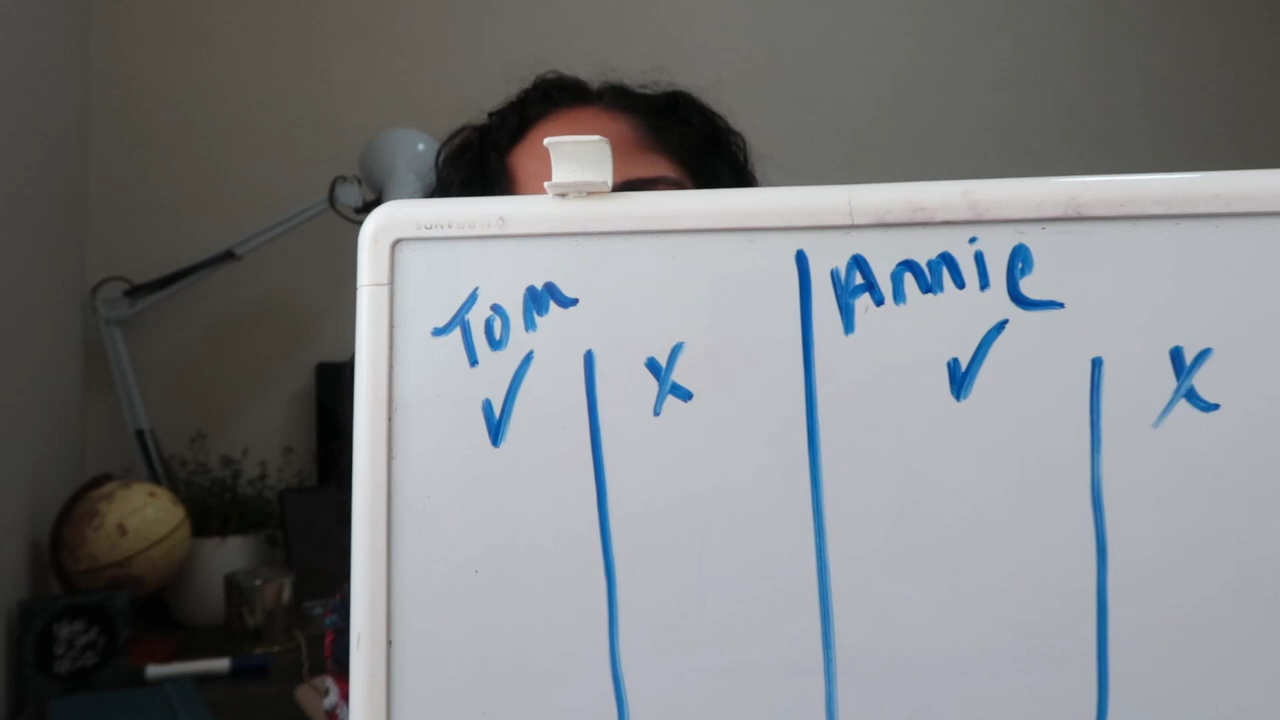 Tom Annie
✓ X ✓ X